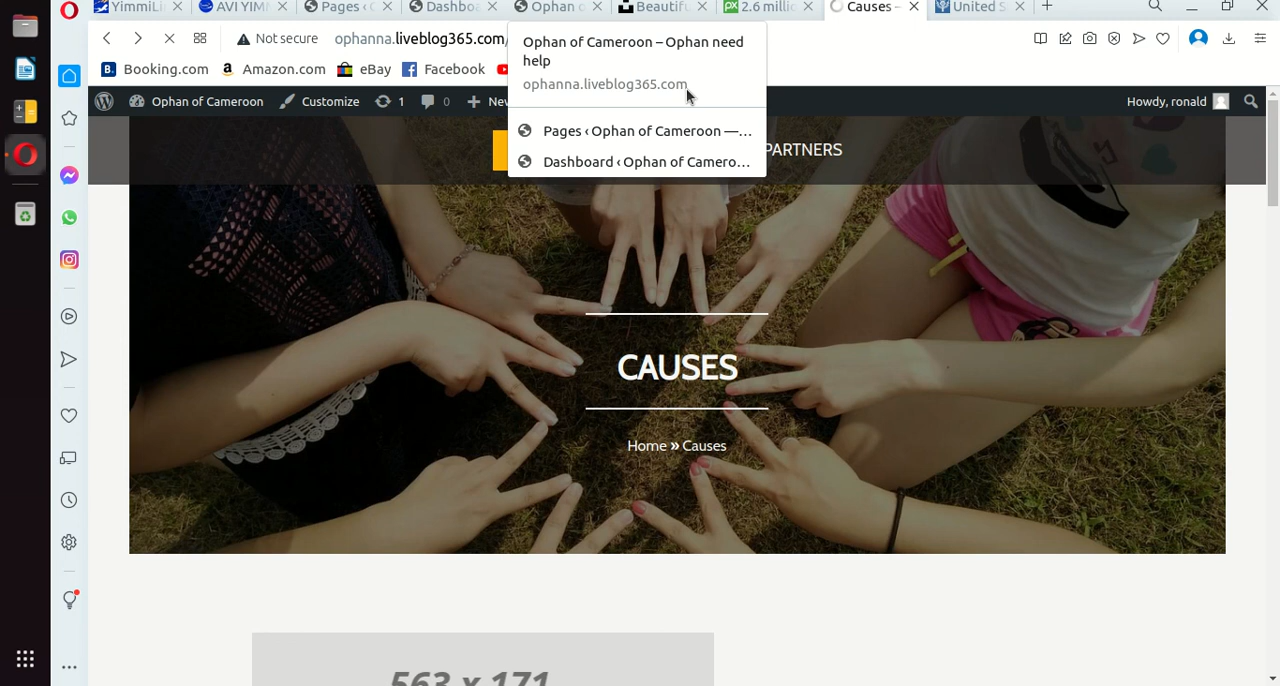 YimmiLi
AVI YIM
Pages ‹
Dashbo
Ophan o
Beautif
2.6 millio
Causes –
United S
Not secure
ophanna.liveblog365.com/
Booking.com
Amazon.com
eBay
Facebook
Ophan of Cameroon – Ophan need
help
ophanna.liveblog365.com
Pages ‹ Ophan of Cameroon —...
Dashboard ‹ Ophan of Camero...
Ophan of Cameroon
Customize
1
0
New
Howdy, ronald
PARTNERS
CAUSES
Home » Causes
563 x 171